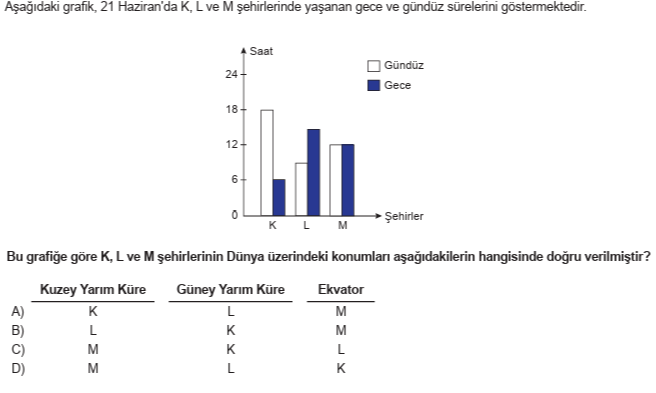 Aşağıdaki grafik, 21 Haziran'da K, L ve M şehirlerinde yaşanan gece ve gündüz sürelerini göstermektedir.
Saat
24
18
12
6
0
Gündüz
Gece
K L M
Şehirler
Bu grafiğe göre K, L ve M şehirlerinin Dünya üzerindeki konumları aşağıdakilerin hangisinde doğru verilmiştir?
Kuzey Yarım Küre Güney Yarım Küre Ekvator
A) K L M
B) L K M
C) M K L
D) M L K